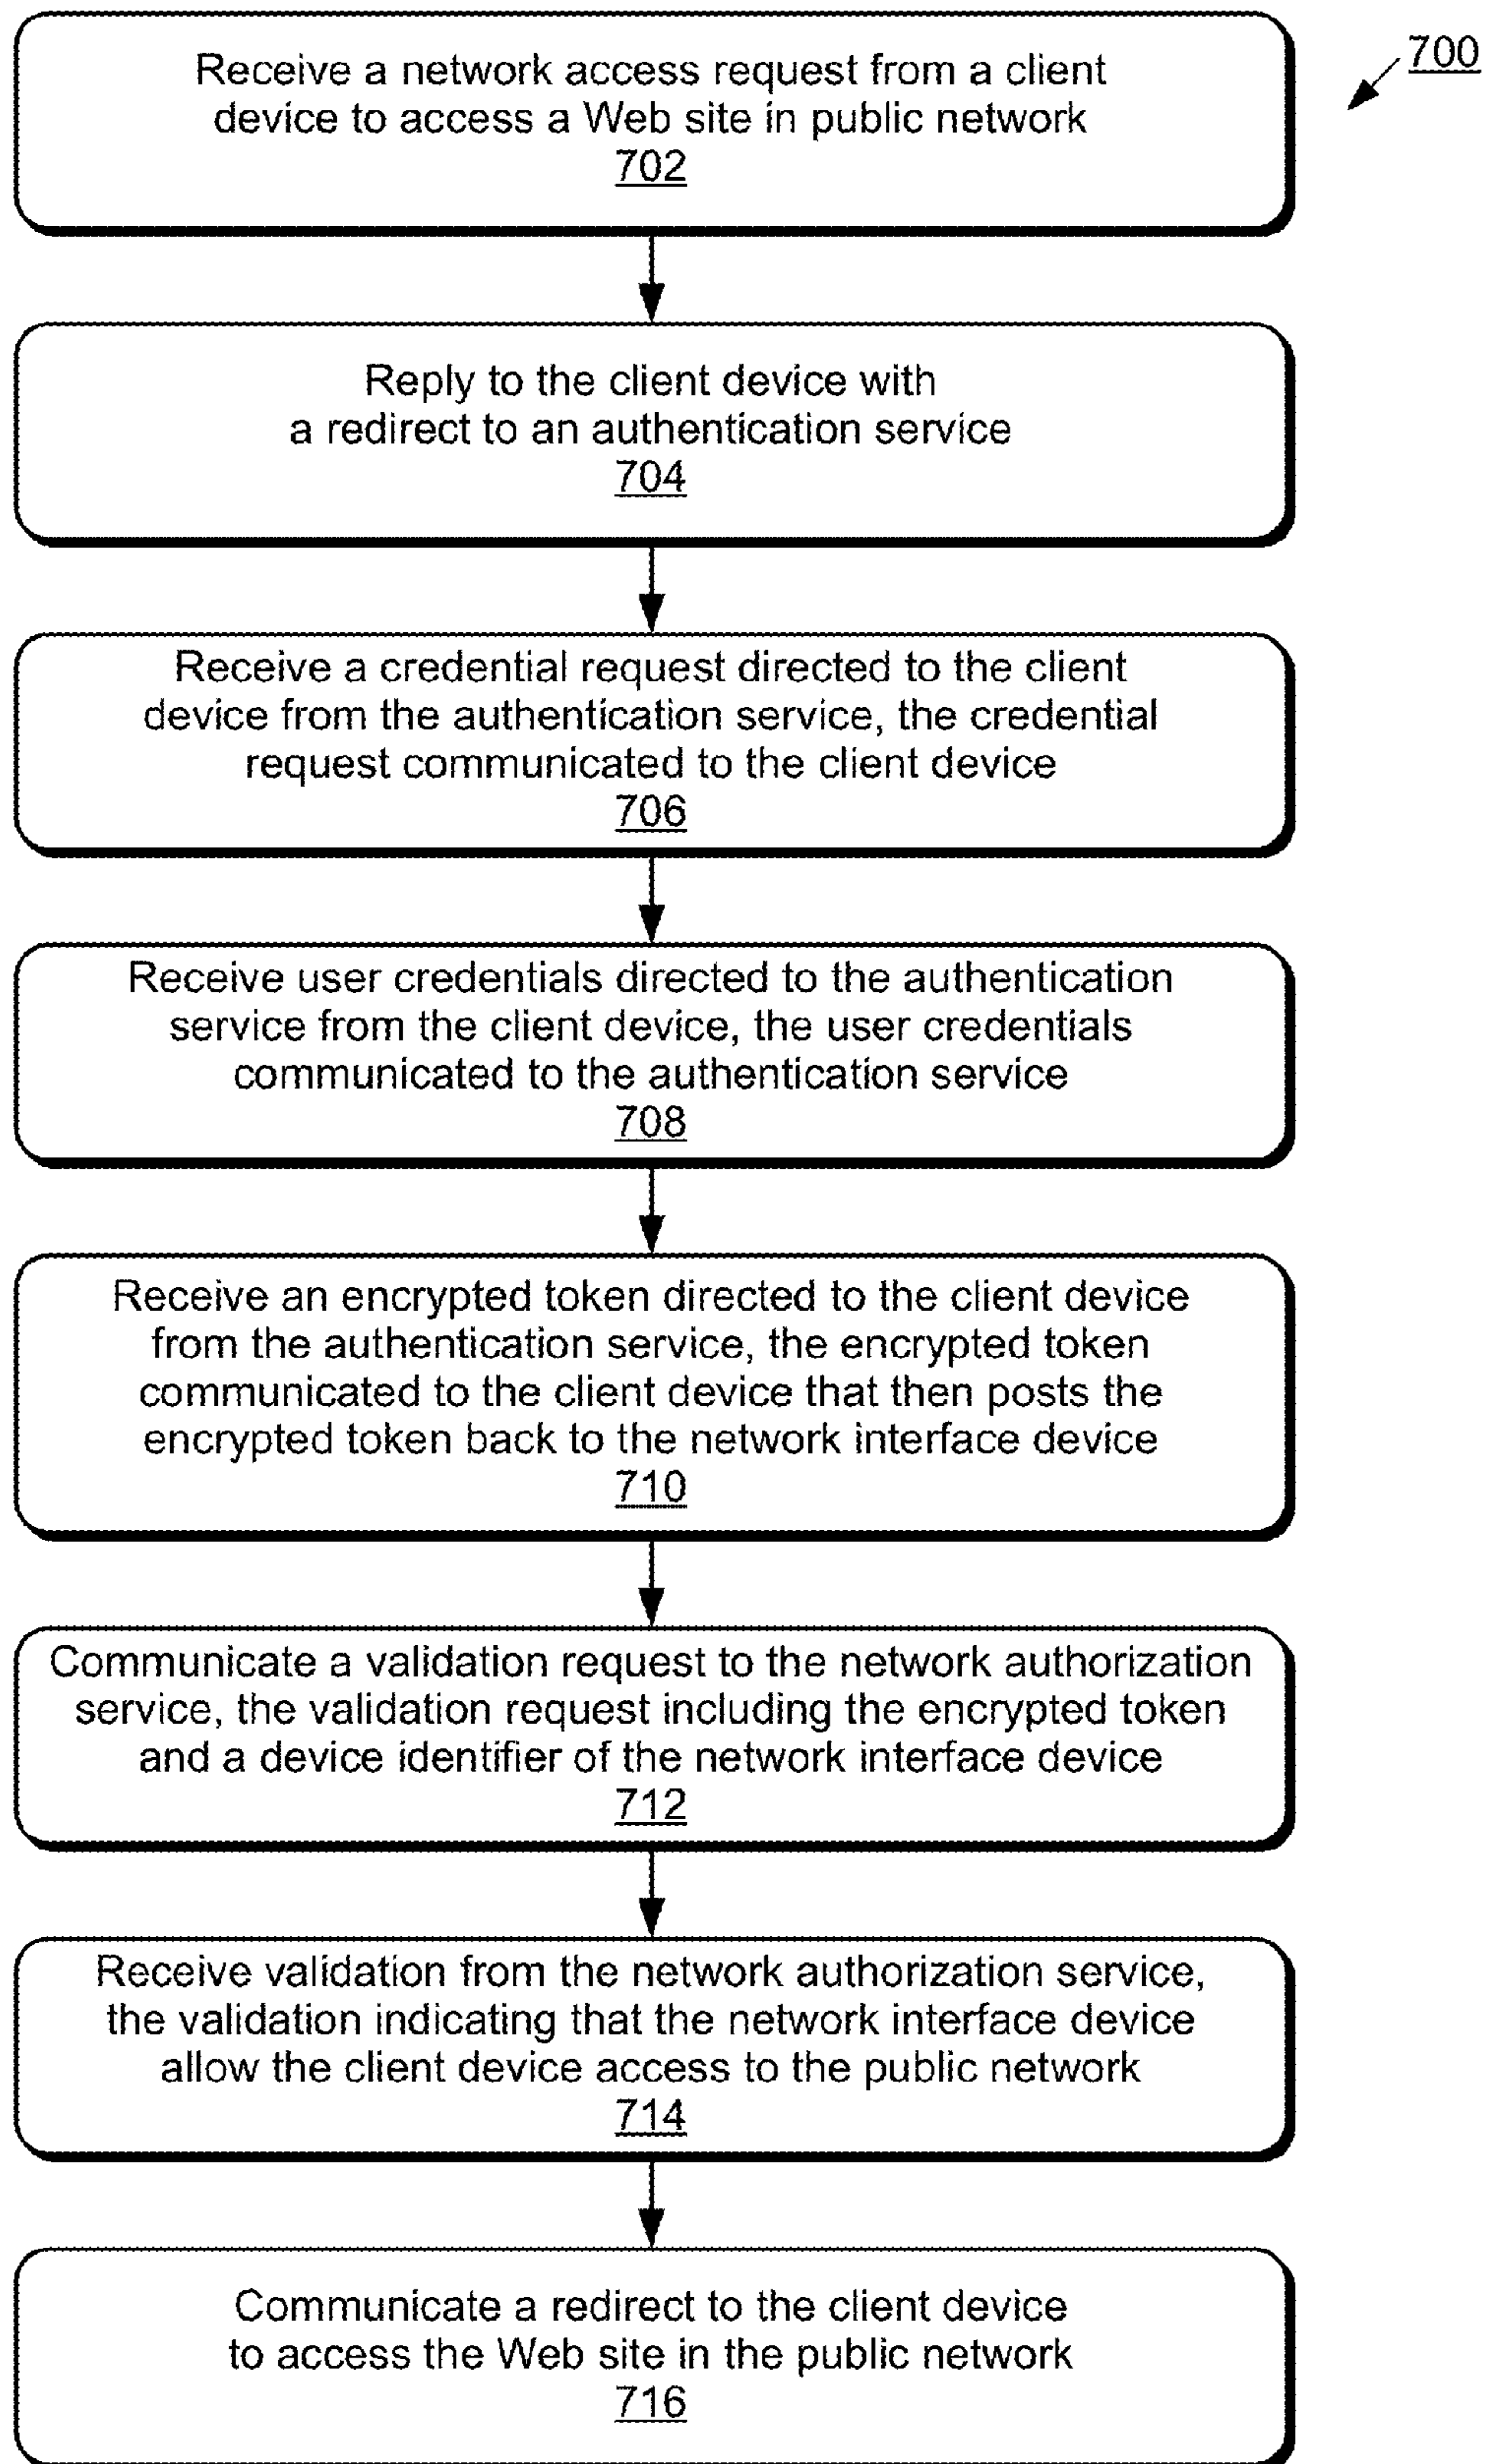 700
Receive a network access request from a client
device to access a Web site in public network
702
Reply to the client device with
a redirect to an authentication service
704
Receive a credential request directed to the client
device from the authentication service, the credential
request communicated to the client device
706
Receive user credentials directed to the authentication
service from the client device, the user credentials
communicated to the authentication service
708
Receive an encrypted token directed to the client device
from the authentication service, the encrypted token
communicated to the client device that then posts the
encrypted token back to the network interface device
710
Communicate a validation request to the network authorization
service, the validation request including the encrypted token
and a device identifier of the network interface device
712
Receive validation from the network authorization service,
the validation indicating that the network interface device
allow the client device access to the public network
714
Communicate a redirect to the client device
to access the Web site in the public network
716